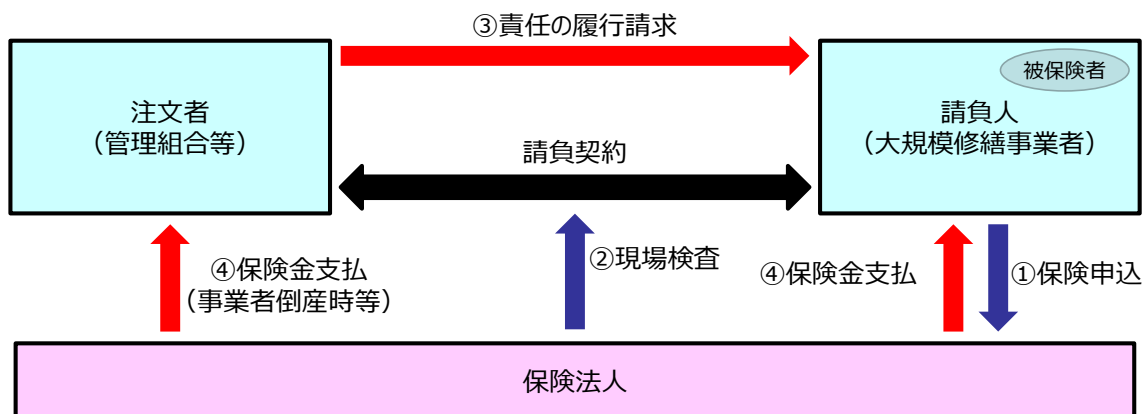 ③責任の履行請求
被保険者
注文者
（管理組合等）
請負人
（大規模修繕事業者）
請負契約
④保険金支払
（事業者倒産時等）
②現場検査
④保険金支払
①保険申込
保険法人